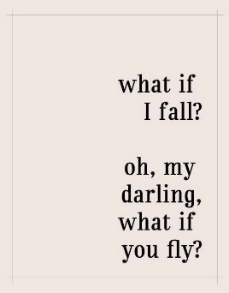 what if
I fall?
oh, my
darling,
what if
you fly?